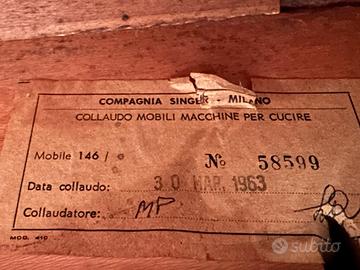 COMPAGNIA SINGER - MILANO
COLLAUDO MOBILI MACCHINE PER CUCIRE
Mobile 146 / No 58599
Data collaudo: 30 MAR. 1963
Collaudatore: MP
MOD. 410
subito